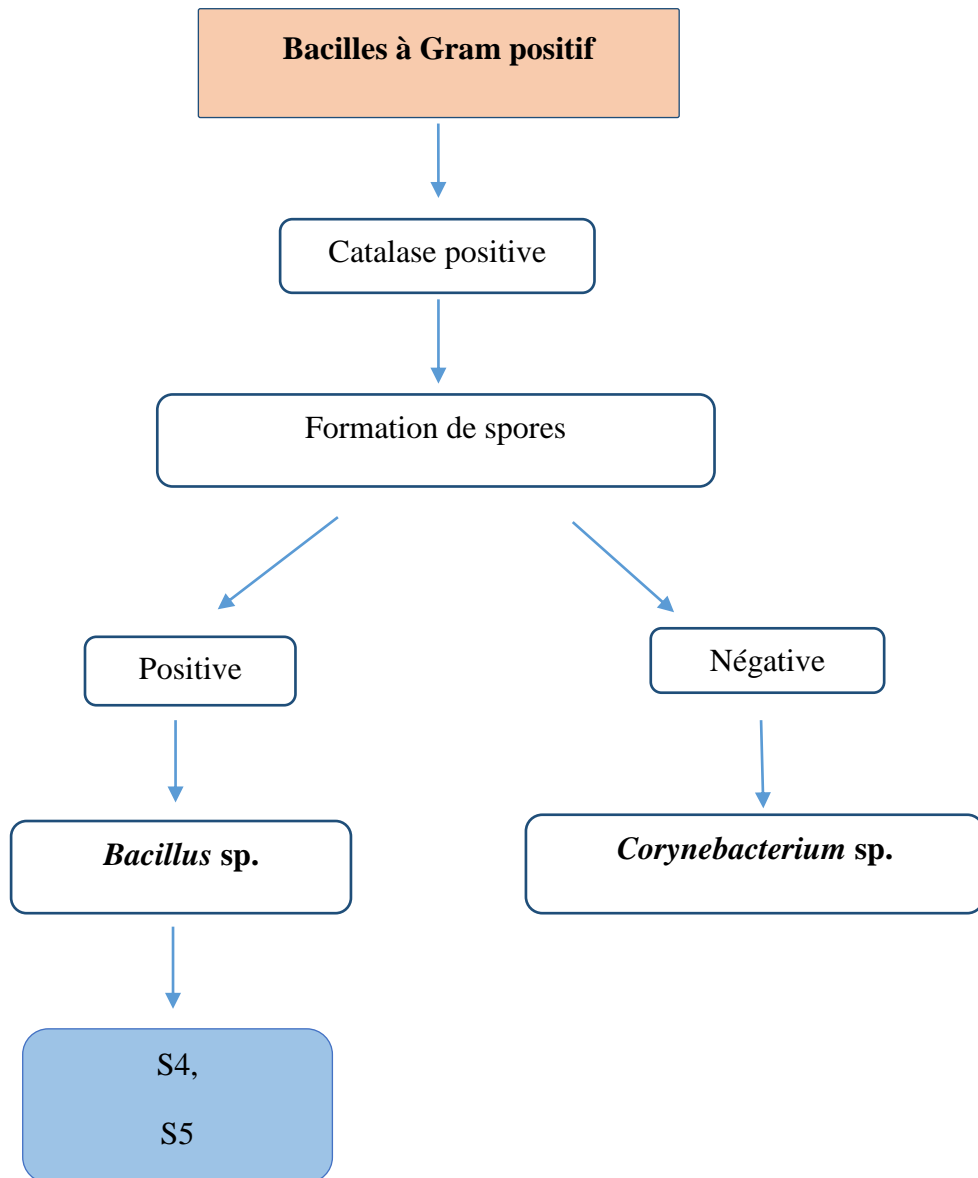 Bacilles à Gram positif
Catalase positive
Formation de spores
Positive
Négative
Bacillus sp.
Corynebacterium sp.
S4,
S5